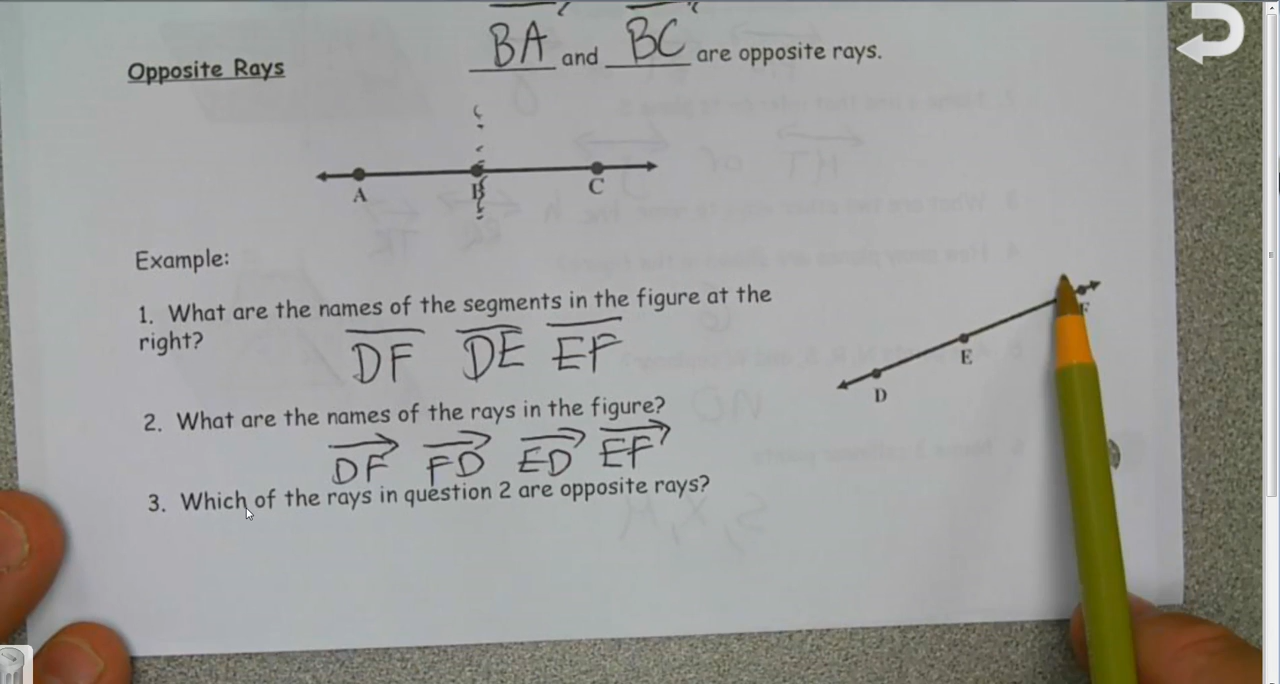 BA and BC are opposite rays.
Opposite Rays
A B C
Example:
1. What are the names of the segments in the figure at the
right?
DF DE EF
2. What are the names of the rays in the figure?
DF FD ED EF
3. Which of the rays in question 2 are opposite rays?
D E F